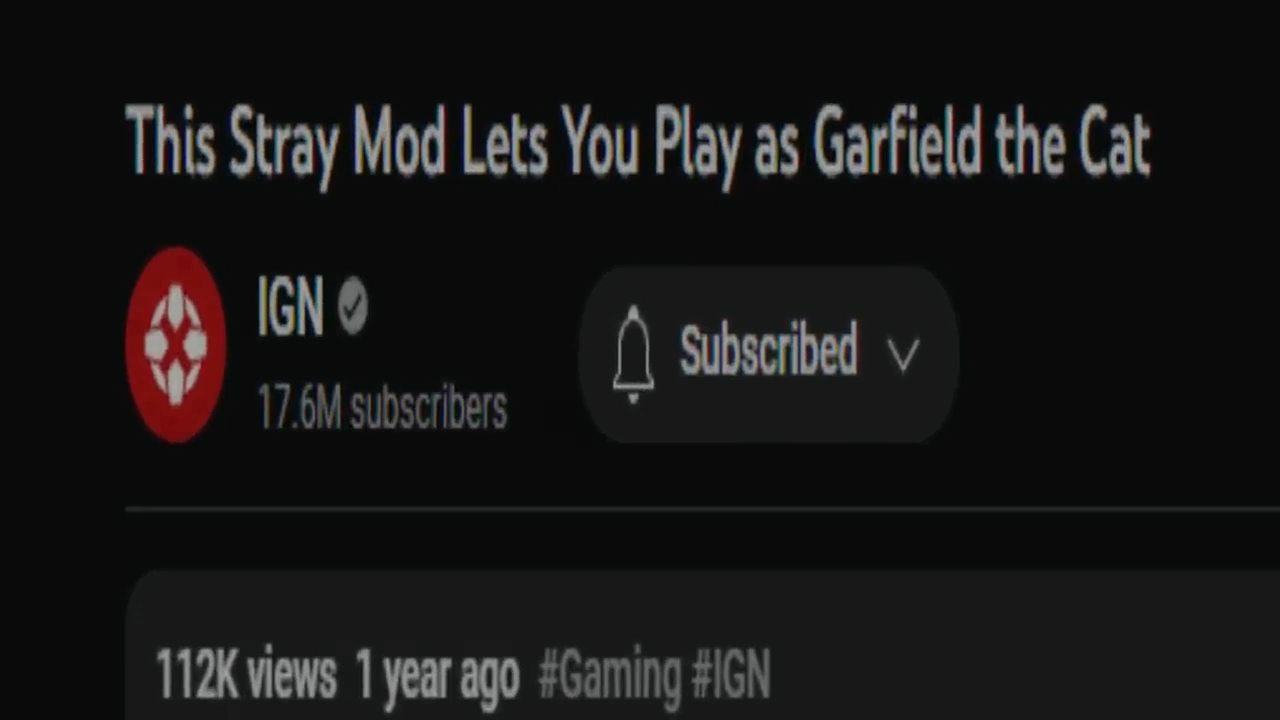 This Stray Mod Lets You Play as Garfield the Cat
IGN
17.6M subscribers
Subscribed
112K views 1 year ago #Gaming #IGN